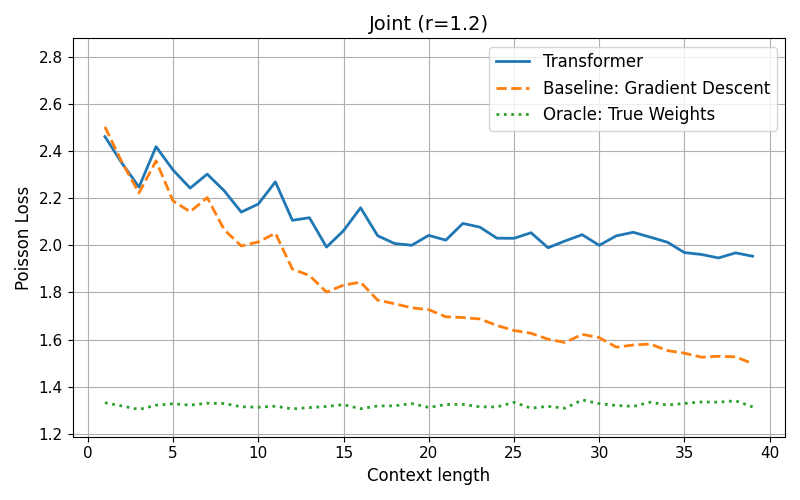 Joint (r=1.2)
Transformer
Baseline: Gradient Descent
Oracle: True Weights
Poisson Loss
2.8
2.6
2.4
2.2
2.0
1.8
1.6
1.4
1.2
0 5 10 15 20 25 30 35 40
Context length